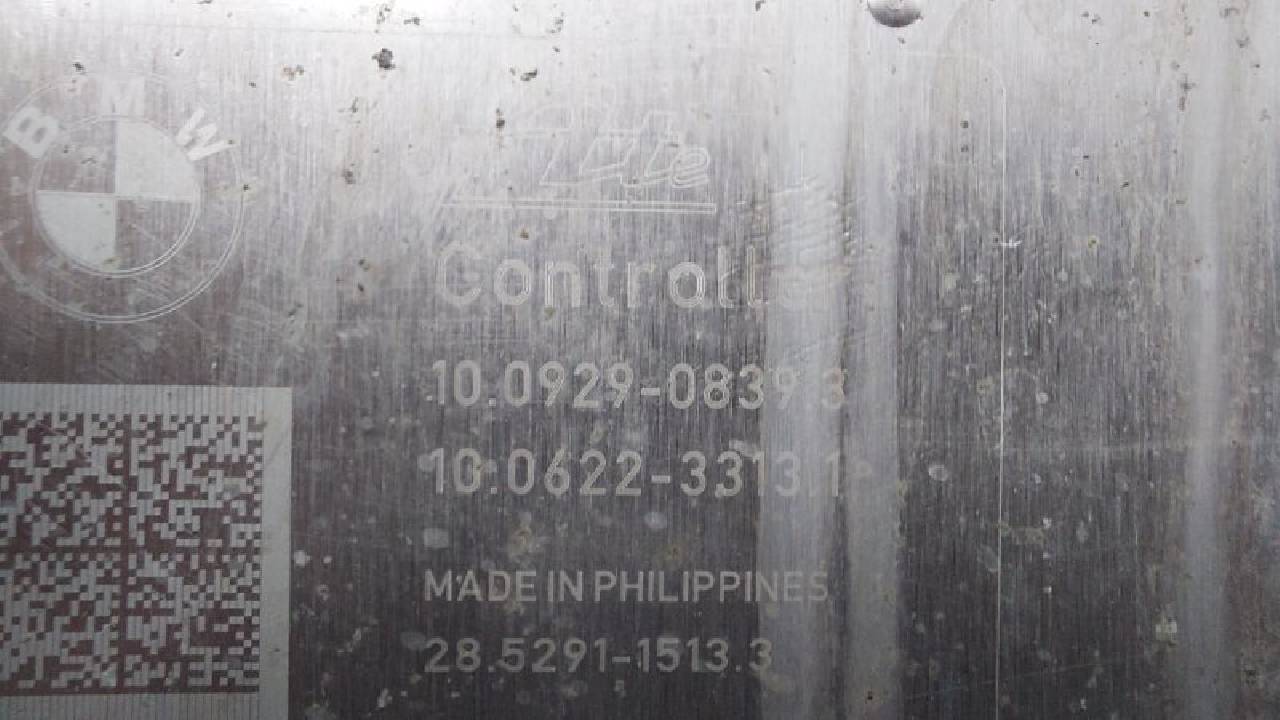 BMW
Ate
Controller
10.0929-0839.3
10.0622-3313.1
MADE IN PHILIPPINES
28.5291-1513.3